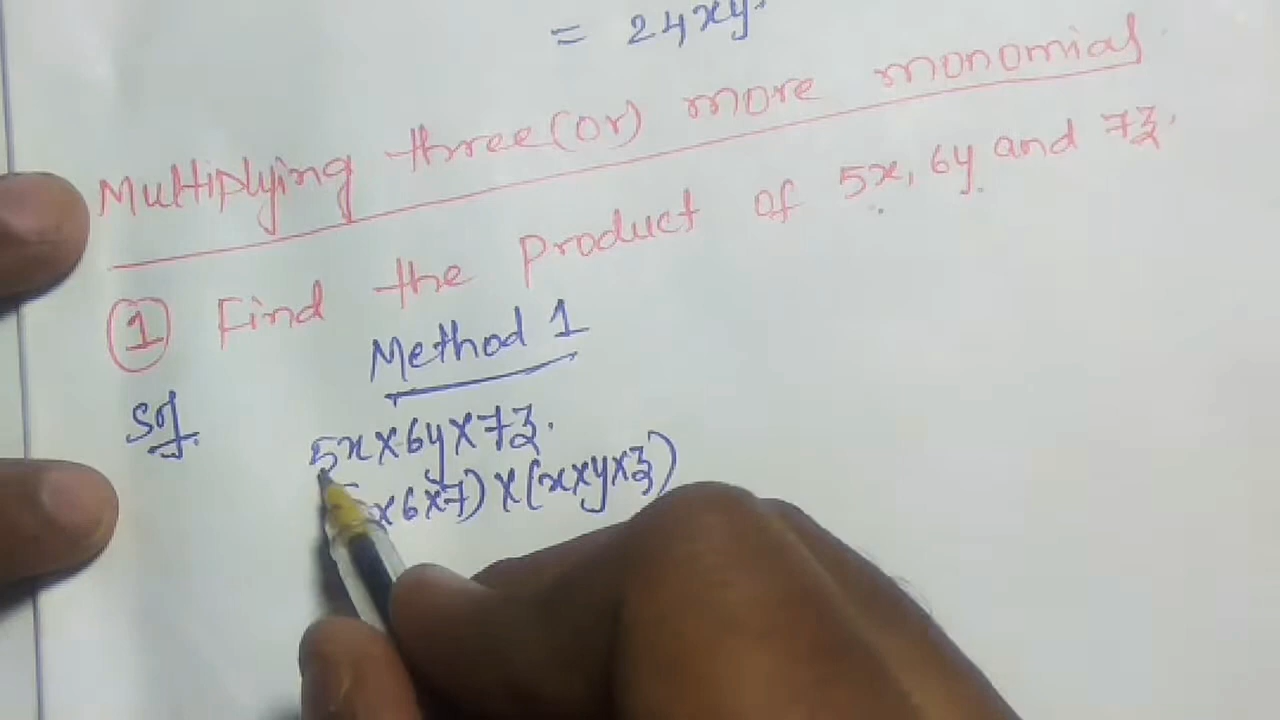 = 24xy
Multiplying three (or) more monomial
① Find the product of 5x, 6y and 7z.
Method 1
Sol.
5x×6y×7z.
×6×7)×(x×y×z)